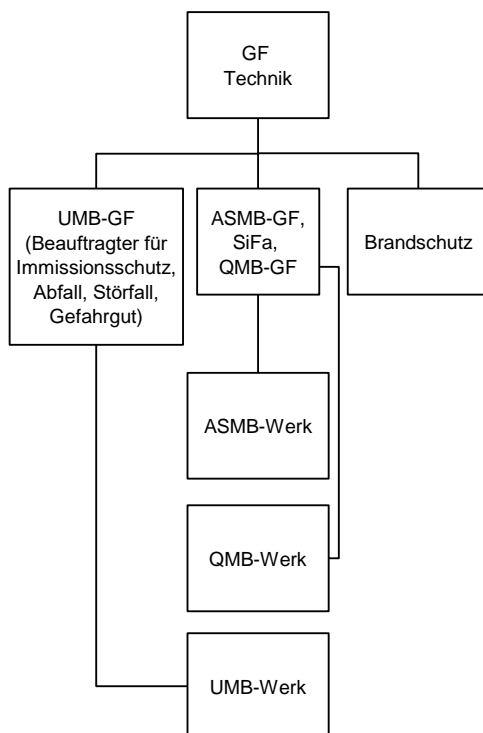 GF
Technik
UMB-GF
(Beauftragter für
Immissionsschutz,
Abfall, Störfall,
Gefahrgut)
ASMB-GF,
SiFa,
QMB-GF
Brandschutz
ASMB-Werk
QMB-Werk
UMB-Werk